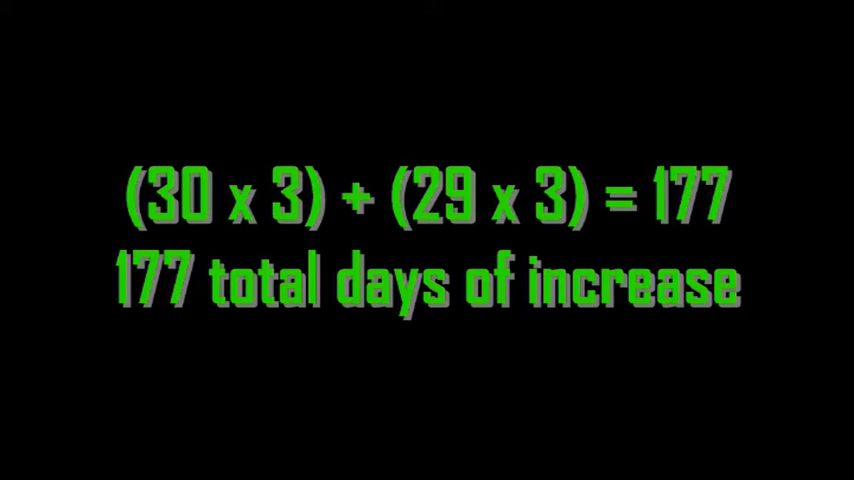 (30 x 3) + (29 x 3) = 177
177 total days of increase